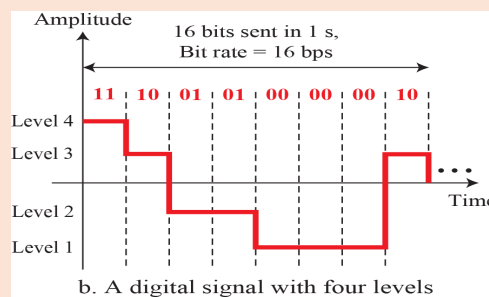 Amplitude
16 bits sent in 1 s,
Bit rate = 16 bps
11 10 01 01 00 00 00 10
Level 4
Level 3
...
Time
Level 2
Level 1
b. A digital signal with four levels